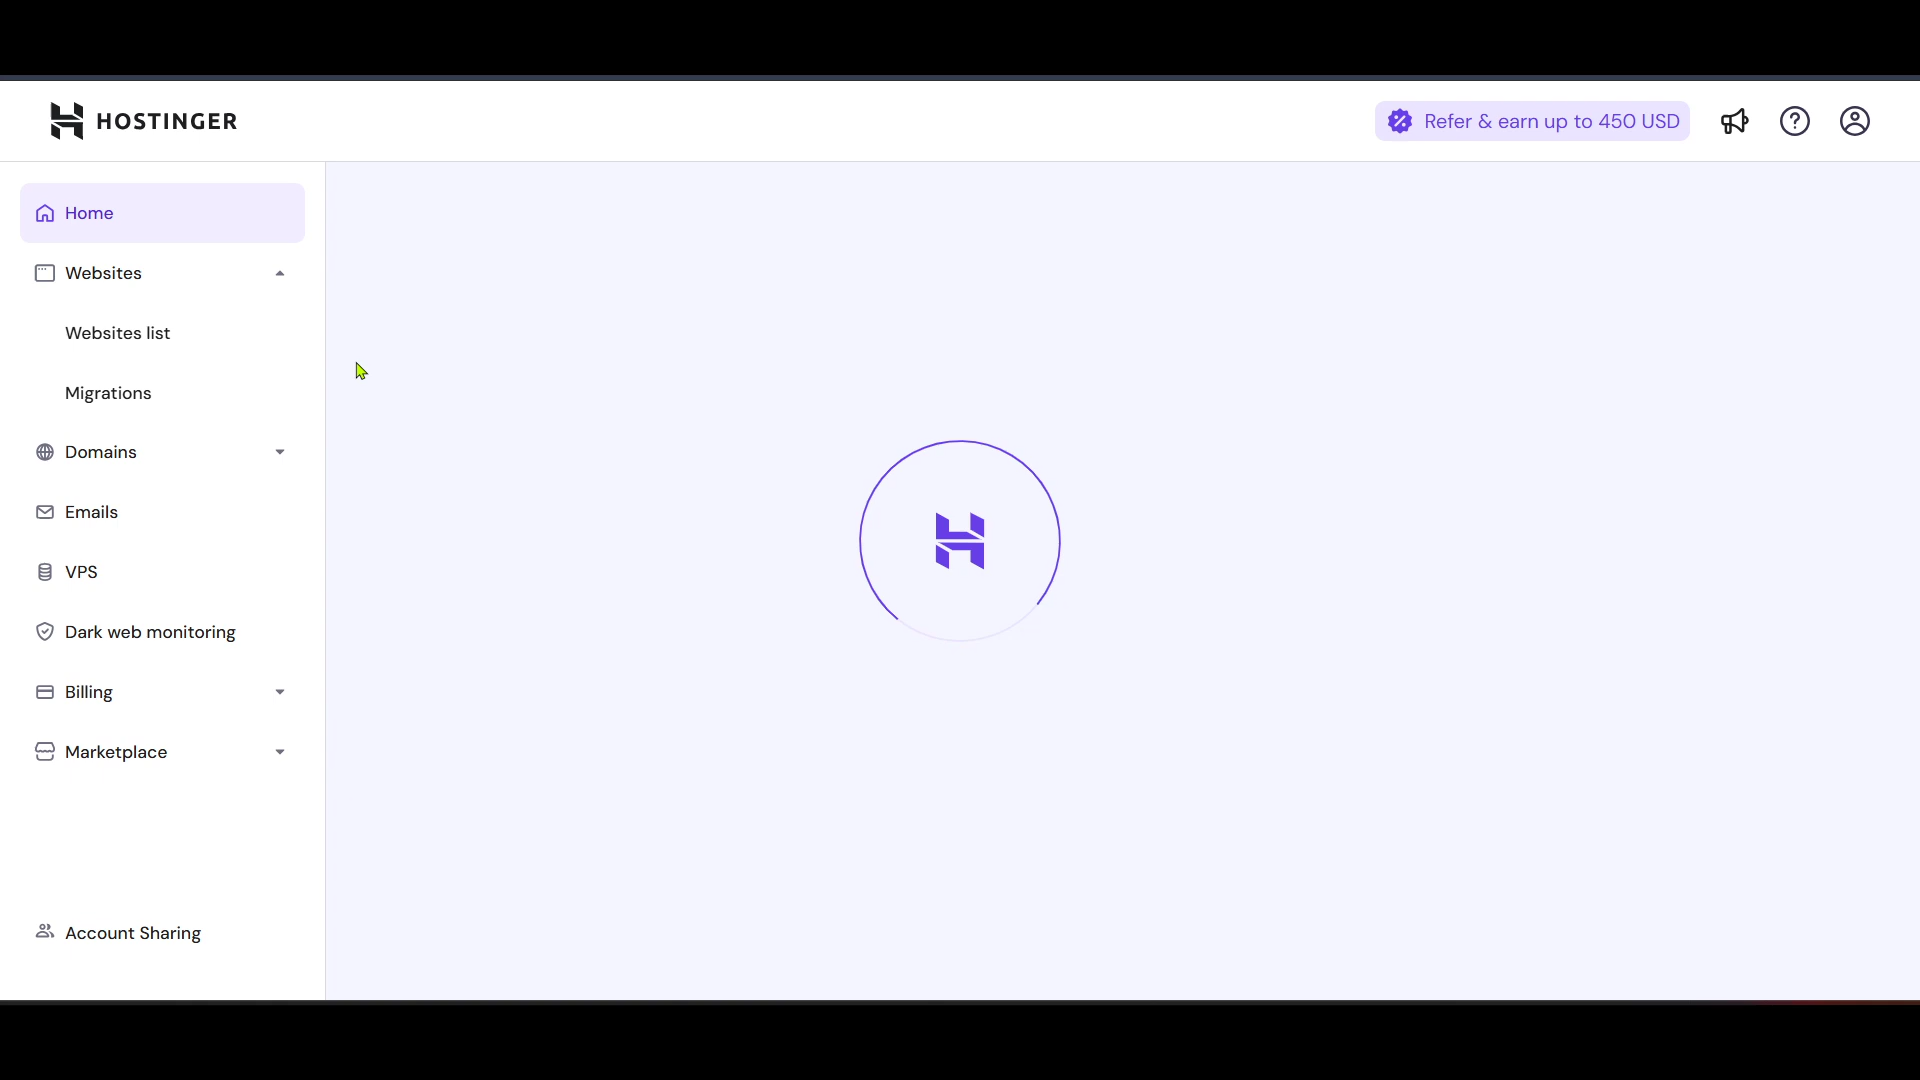 HOSTINGER
Refer & earn up to 450 USD
Home
Websites
Websites list
Migrations
Domains
Emails
VPS
Dark web monitoring
Billing
Marketplace
Account Sharing